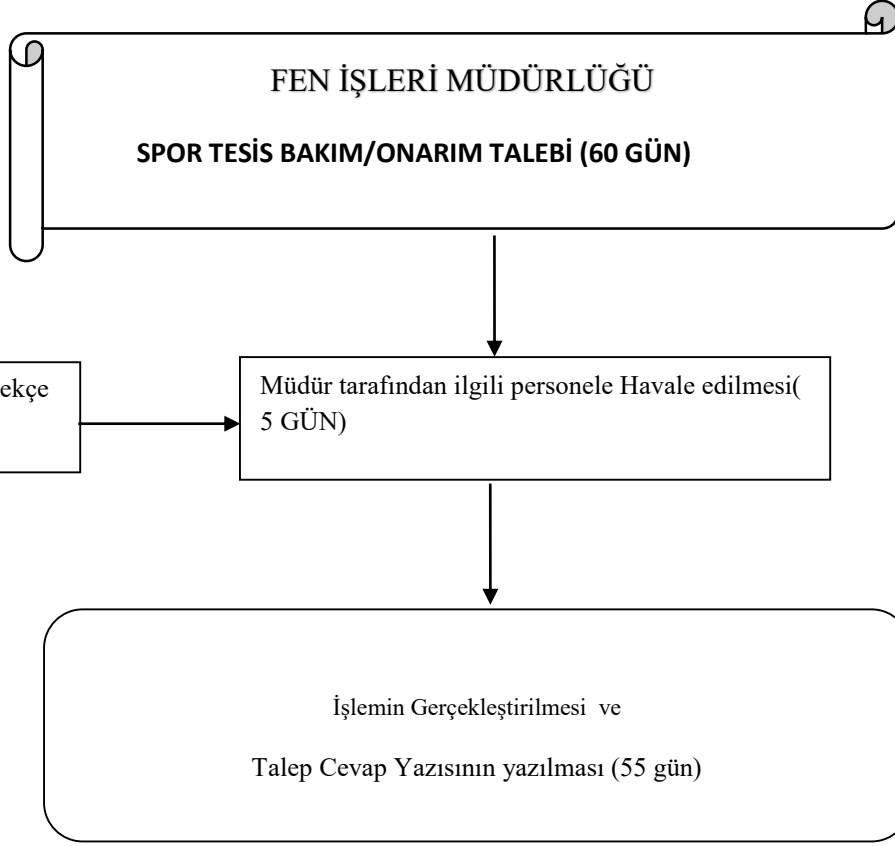 FEN İŞLERİ MÜDÜRLÜĞÜ
SPOR TESİS BAKIM/ONARIM TALEBİ (60 GÜN)
ekçe
Müdür tarafından ilgili personele Havale edilmesi(
5 GÜN)
İşlemin Gerçekleştirilmesi ve
Talep Cevap Yazısının yazılması (55 gün)